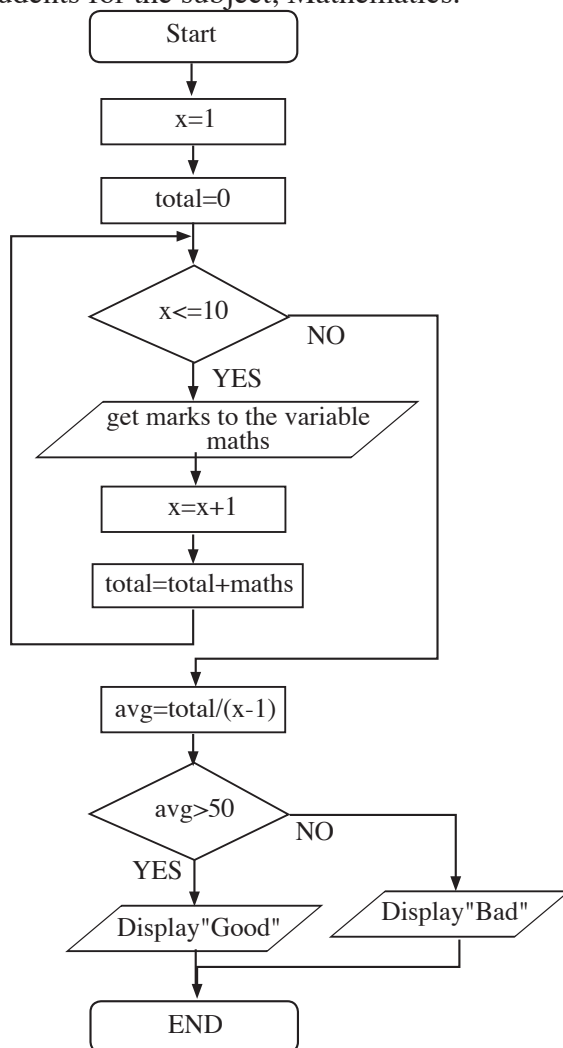 students for the subject, Mathematics.
Start
x=1
total=0
x<=10
NO
YES
get marks to the variable
maths
x=x+1
total=total+maths
avg=total/(x-1)
avg>50
NO
YES
Display"Good"
Display"Bad"
END